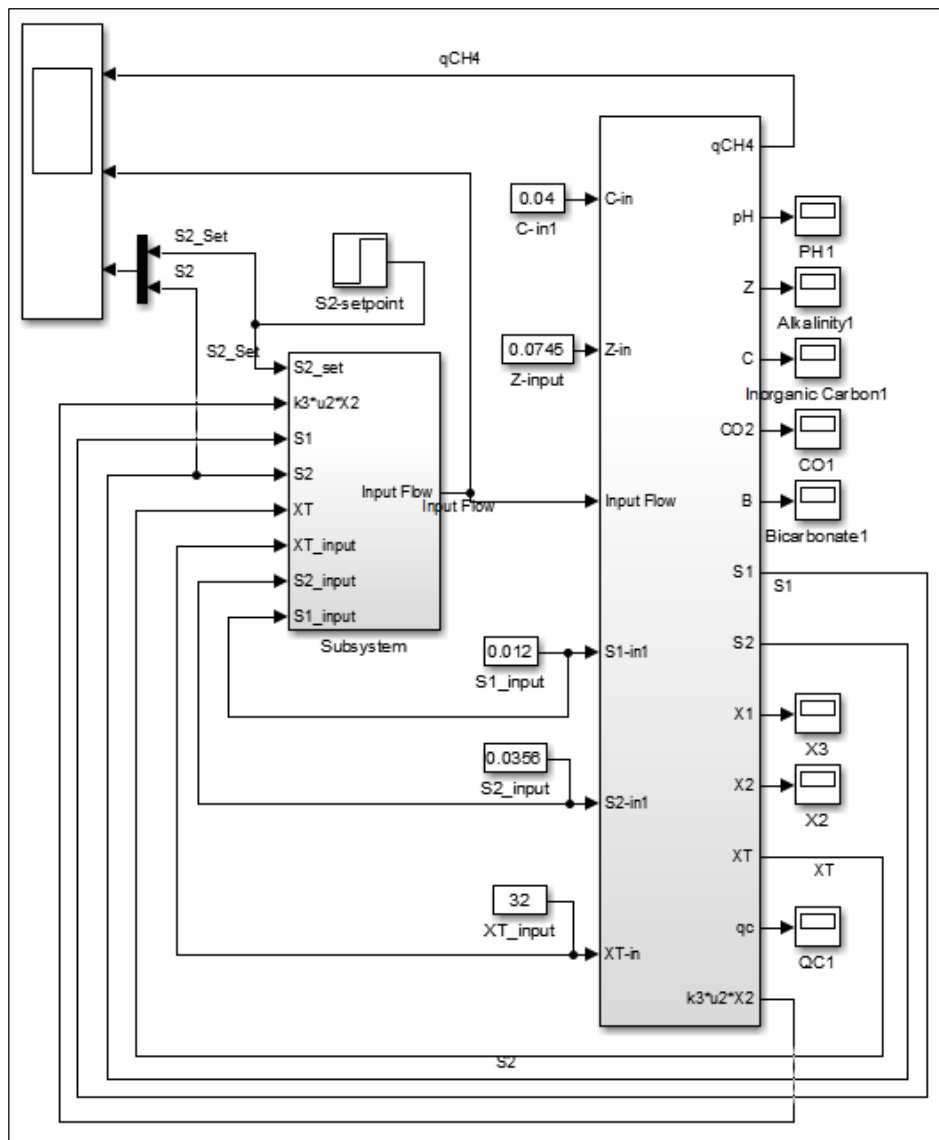 qCH4
qCH4
0.04
C-in
C-in1
pH
PH1
S2_Set
S2
S2-setpoint
Z
Alkalinity1
S2_Set
0.0745
Z-in
Z-input
C
Inorganic Carbon1
S2_set
k3*u2*X2
S1
S2
XT
XT_input
S2_input
S1_input
Input Flow
Input Flow
Subsystem
CO2
CO1
Input Flow
B
Bicarbonate1
S1
S1
0.012
S1-in1
S1_input
S2
X1
X3
0.0356
S2_input
S2-in1
X2
X2
XT
XT
32
XT_input
XT-in
qc
QC1
k3*u2*X2
S2